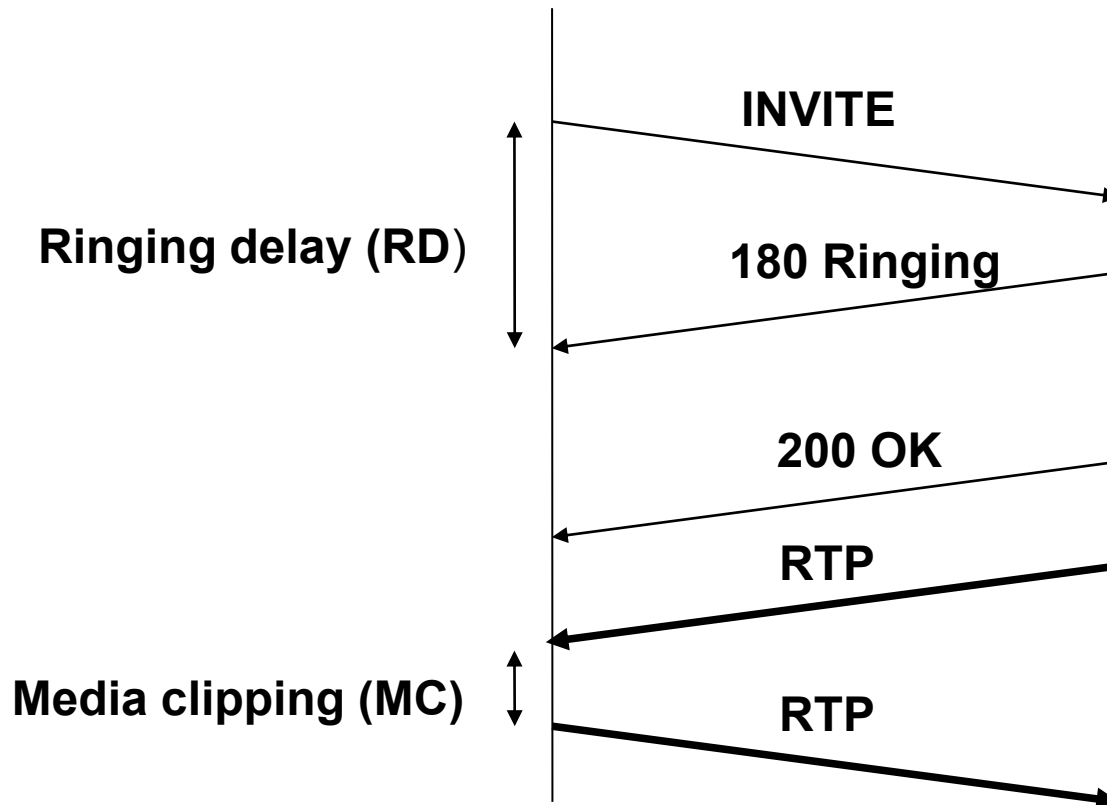 INVITE
Ringing delay (RD)
180 Ringing
200 OK
RTP
Media clipping (MC)
RTP